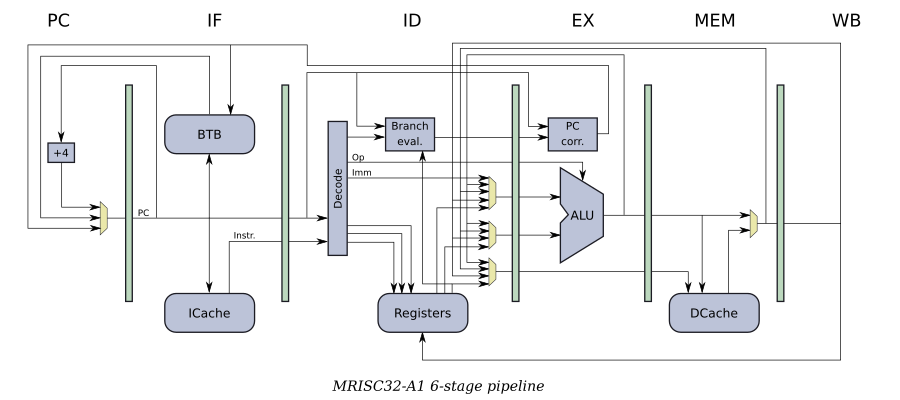 PC IF ID EX MEM WB
BTB
Branch
eval.
PC
corr.
+4
Decode
Op
Imm
PC
ALU
Instr.
ICache
Registers
DCache
MRISC32-A1 6-stage pipeline